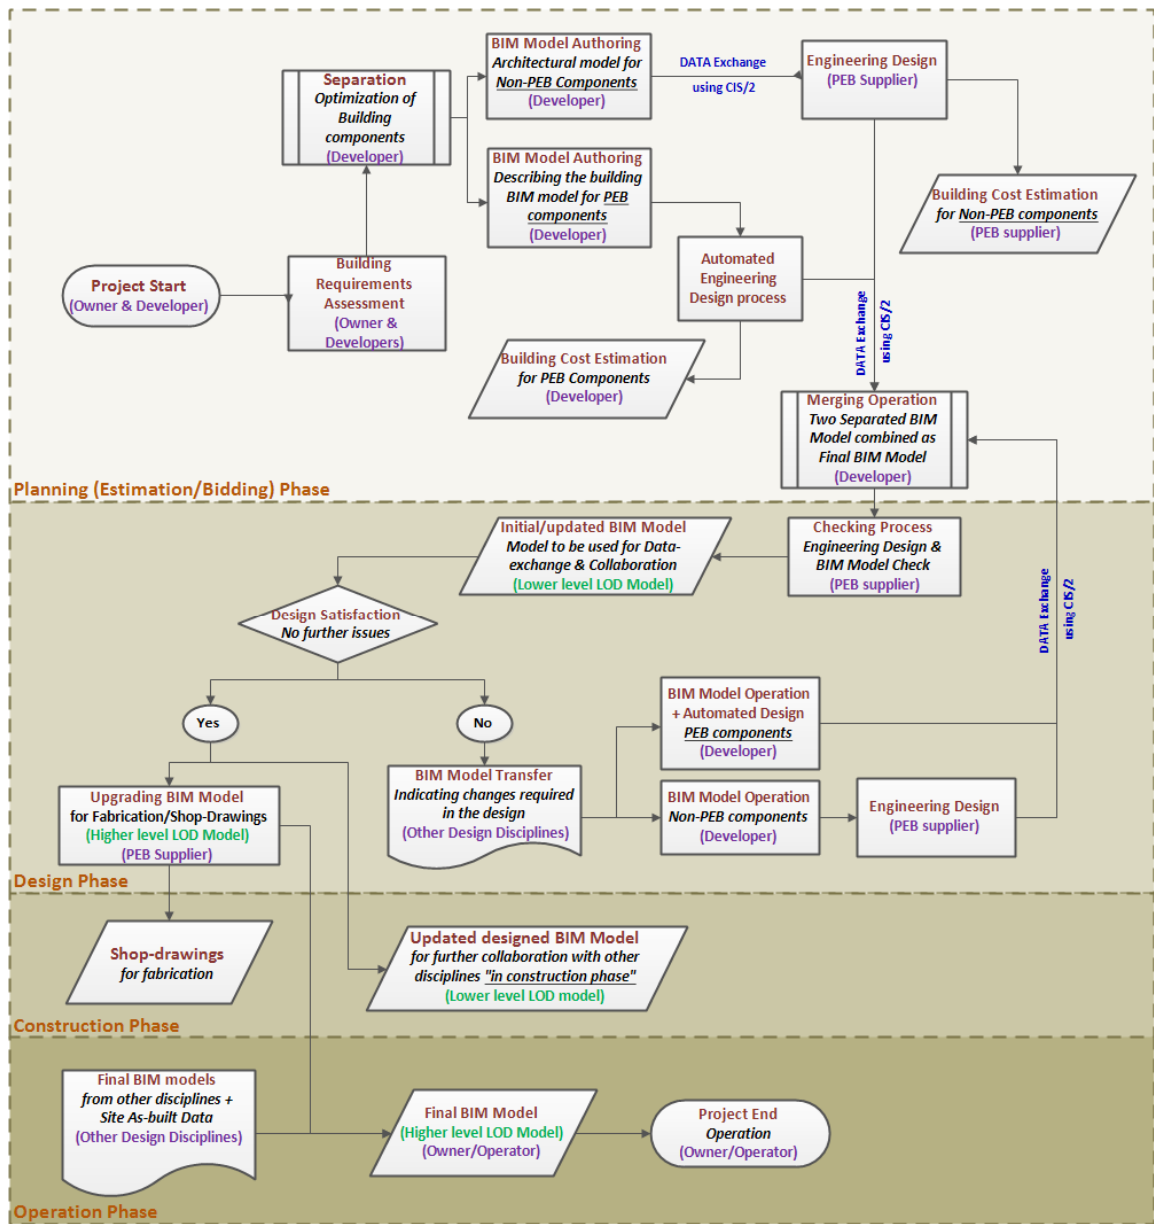 BIM Model Authoring
Architectural model for
Non-PEB Components
(Developer)
DATA Exchange
using CIS/2
Engineering Design
(PEB Supplier)
Separation
Optimization of
Building
components
(Developer)
BIM Model Authoring
Describing the building
BIM model for PEB
components
(Developer)
Building Cost Estimation
for Non-PEB components
(PEB supplier)
Project Start
(Owner & Developer)
Building
Requirements
Assessment
(Owner &
Developers)
Automated
Engineering
Design process
DATA Exchange
using CIS/2
Building Cost Estimation
for PEB Components
(Developer)
Merging Operation
Two Separated BIM
Model combined as
Final BIM Model
(Developer)
Planning (Estimation/Bidding) Phase
Initial/updated BIM Model
Model to be used for Data-
exchange & Collaboration
(Lower level LOD Model)
Checking Process
Engineering Design &
BIM Model Check
(PEB supplier)
DATA Exchange
using CIS/2
Design Satisfaction
No further issues
Yes
No
BIM Model Operation
+ Automated Design
PEB components
(Developer)
BIM Model Transfer
Indicating changes required
in the design
(Other Design Disciplines)
BIM Model Operation
Non-PEB components
(Developer)
Engineering Design
(PEB supplier)
Upgrading BIM Model
for Fabrication/Shop-Drawings
(Higher level LOD Model)
(PEB Supplier)
Design Phase
Shop-drawings
for fabrication
Updated designed BIM Model
for further collaboration with other
disciplines "in construction phase"
(Lower level LOD model)
Construction Phase
Final BIM models
from other disciplines +
Site As-built Data
(Other Design Disciplines)
Final BIM Model
(Higher level LOD Model)
(Owner/Operator)
Project End
Operation
(Owner/Operator)
Operation Phase